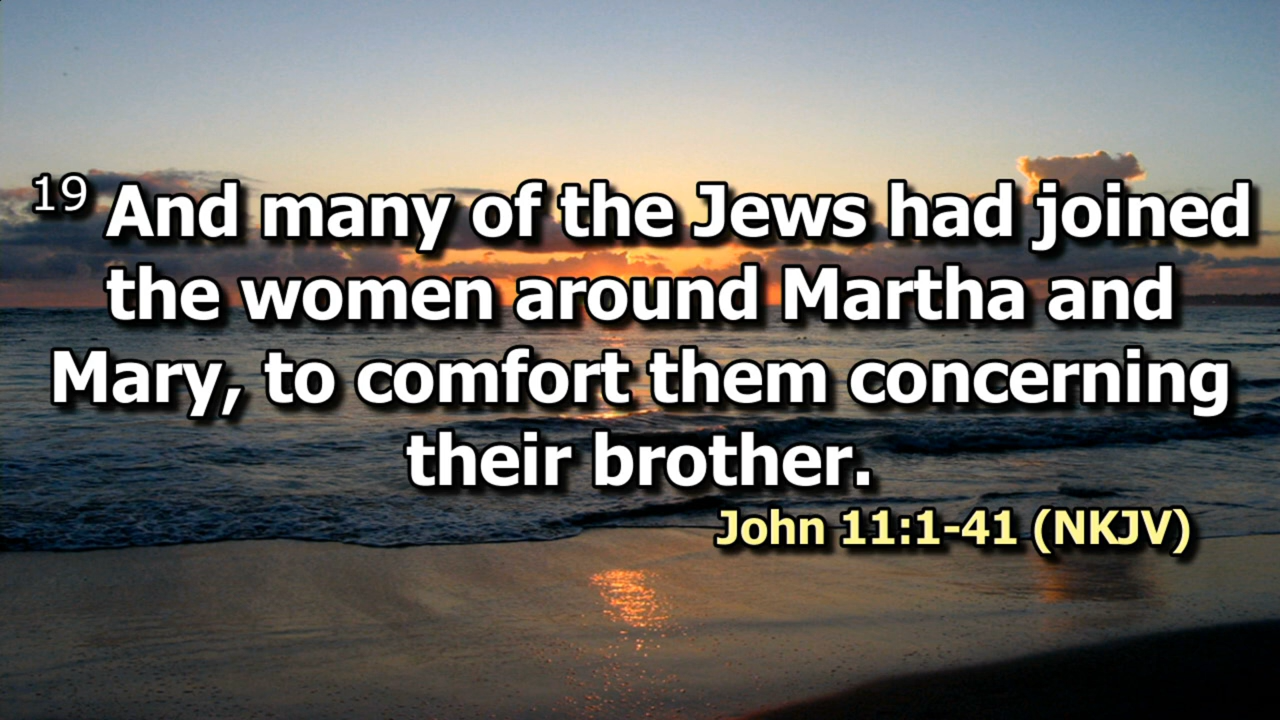 19 And many of the Jews had joined
the women around Martha and
Mary, to comfort them concerning
their brother.
John 11:1-41 (NKJV)